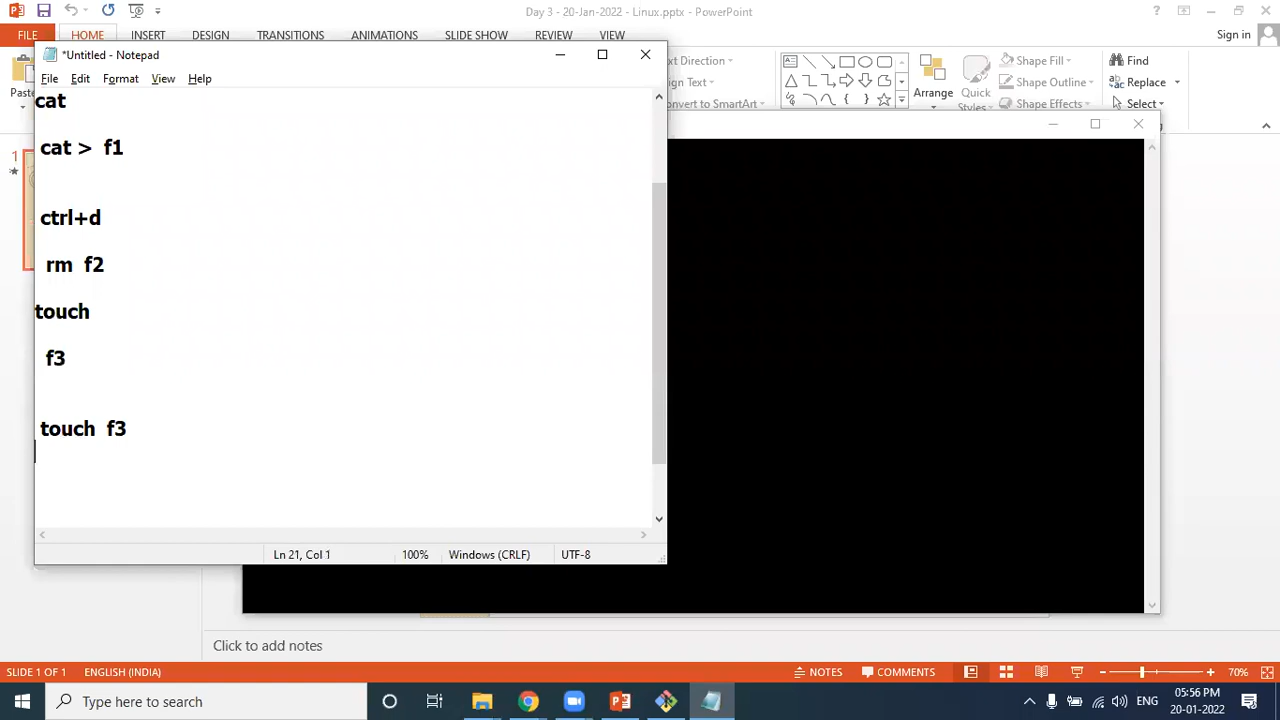 Day 3 - 20-Jan-2022 - Linux.pptx - PowerPoint
FILE HOME INSERT DESIGN TRANSITIONS ANIMATIONS SLIDE SHOW REVIEW VIEW Sign in
*Untitled - Notepad
File Edit Format View Help
Paste
Shape Fill
Shape Outline
Shape Effects
Arrange
Quick
Styles
Find
Replace
Select
cat
cat > f1
ctrl+d
rm f2
touch
f3
touch f3
Ln 21, Col 1 100% Windows (CRLF) UTF-8
1
Click to add notes
SLIDE 1 OF 1 ENGLISH (INDIA) NOTES COMMENTS 70%
Type here to search
ENG
05:56 PM
20-01-2022